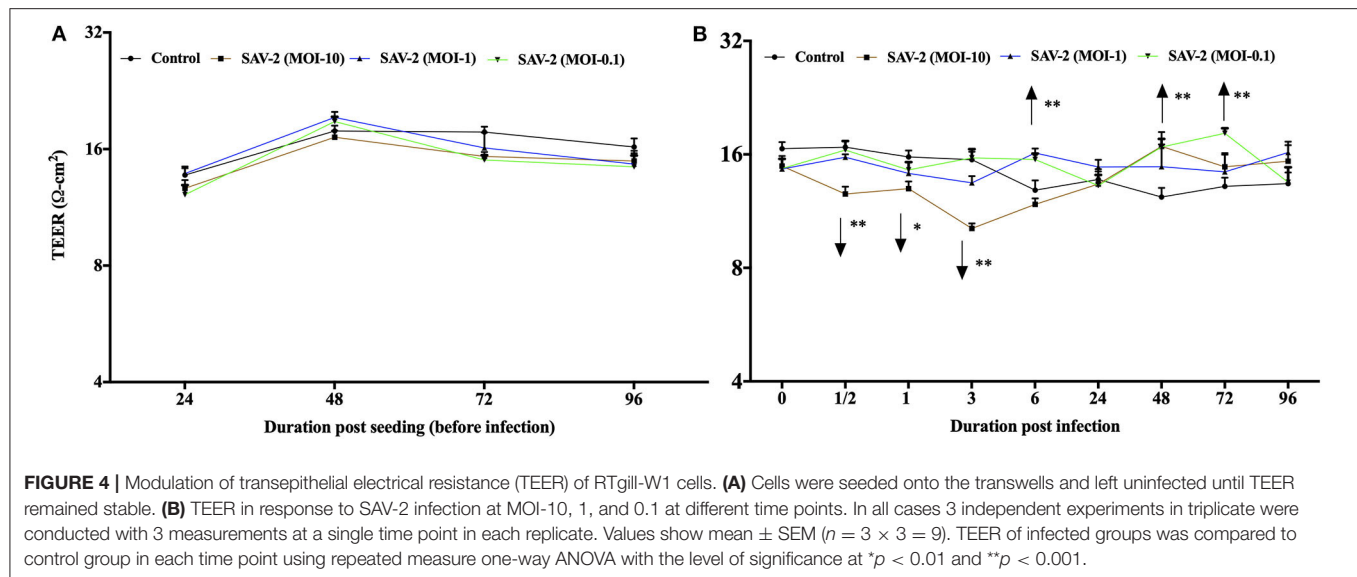 A
B
32
Control SAV-2 (MOI-10) SAV-2 (MOI-1) SAV-2 (MOI-0.1)
16
8
4
TEER (Ω-cm²)
24 48 72 96
Duration post seeding (before infection)
32
Control SAV-2 (MOI-10) SAV-2 (MOI-1) SAV-2 (MOI-0.1)
** ** **
16
** * **
8
4
0 1/2 1 3 6 24 48 72 96
Duration post infection
FIGURE 4 | Modulation of transepithelial electrical resistance (TEER) of RTgill-W1 cells. (A) Cells were seeded onto the transwells and left uninfected until TEER
remained stable. (B) TEER in response to SAV-2 infection at MOI-10, 1, and 0.1 at different time points. In all cases 3 independent experiments in triplicate were
conducted with 3 measurements at a single time point in each replicate. Values show mean ± SEM (n = 3 × 3 = 9). TEER of infected groups was compared to
control group in each time point using repeated measure one-way ANOVA with the level of significance at *p < 0.01 and **p < 0.001.